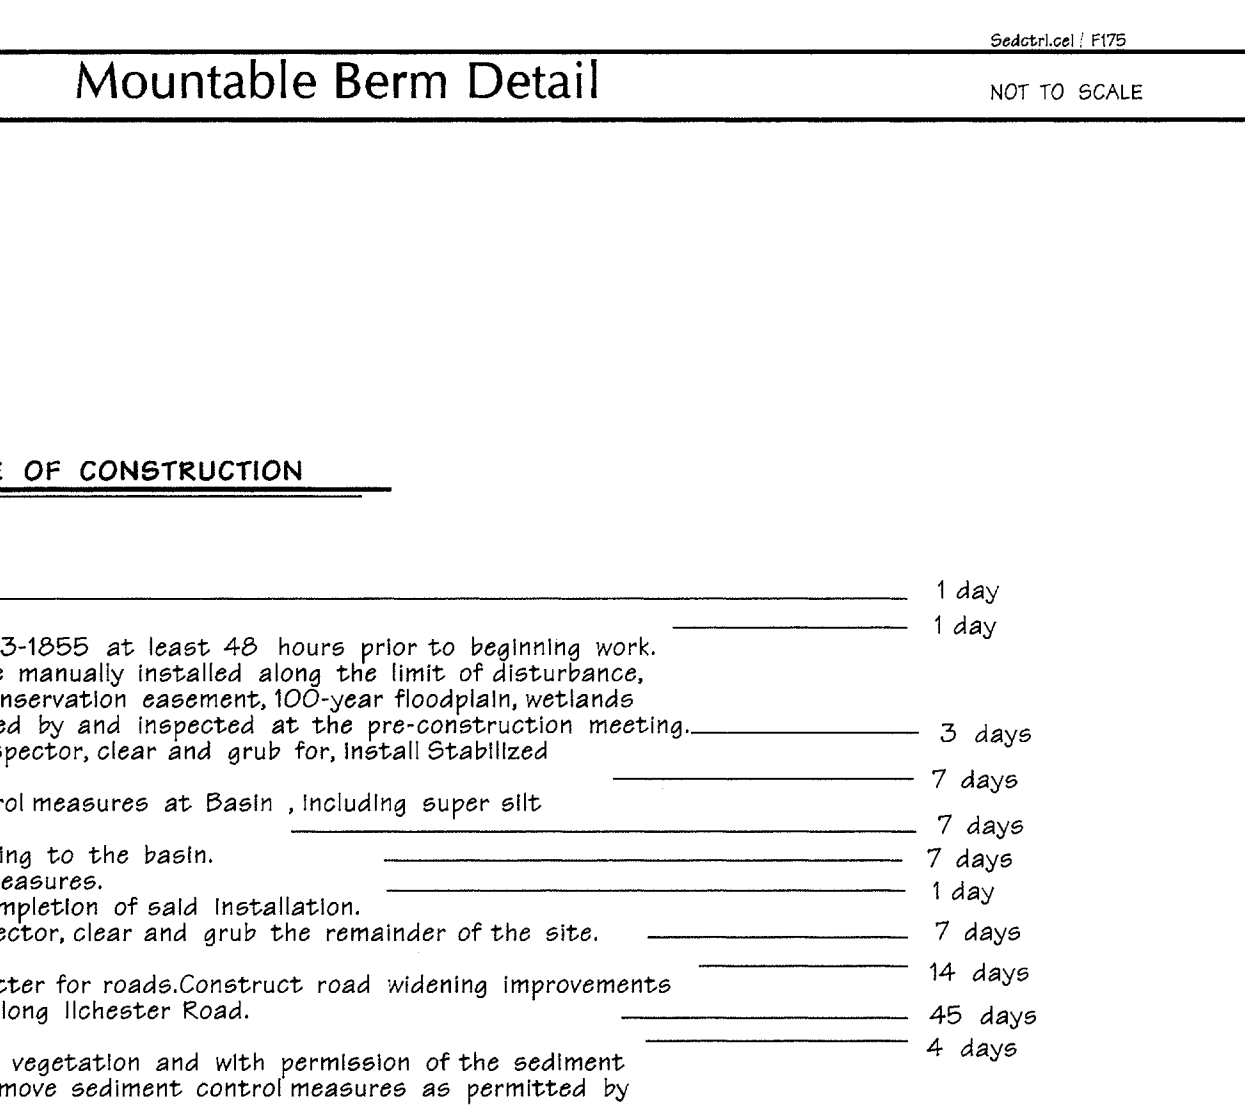 Sedctrl.cel / F175
Mountable Berm Detail
NOT TO SCALE
OF CONSTRUCTION
1 day
1 day
3-1855 at least 48 hours prior to beginning work.
manually installed along the limit of disturbance,
nservation easement, 100-year floodplain, wetlands
ed by and inspected at the pre-construction meeting. 3 days
spector, clear and grub for, install Stabilized
7 days
rol measures at Basin , including super silt
7 days
ing to the basin. 7 days
easures. 1 day
mpletion of said installation.
ector, clear and grub the remainder of the site. 7 days
14 days
tter for roads.Construct road widening improvements
long Ilchester Road. 45 days
4 days
vegetation and with permission of the sediment
move sediment control measures as permitted by